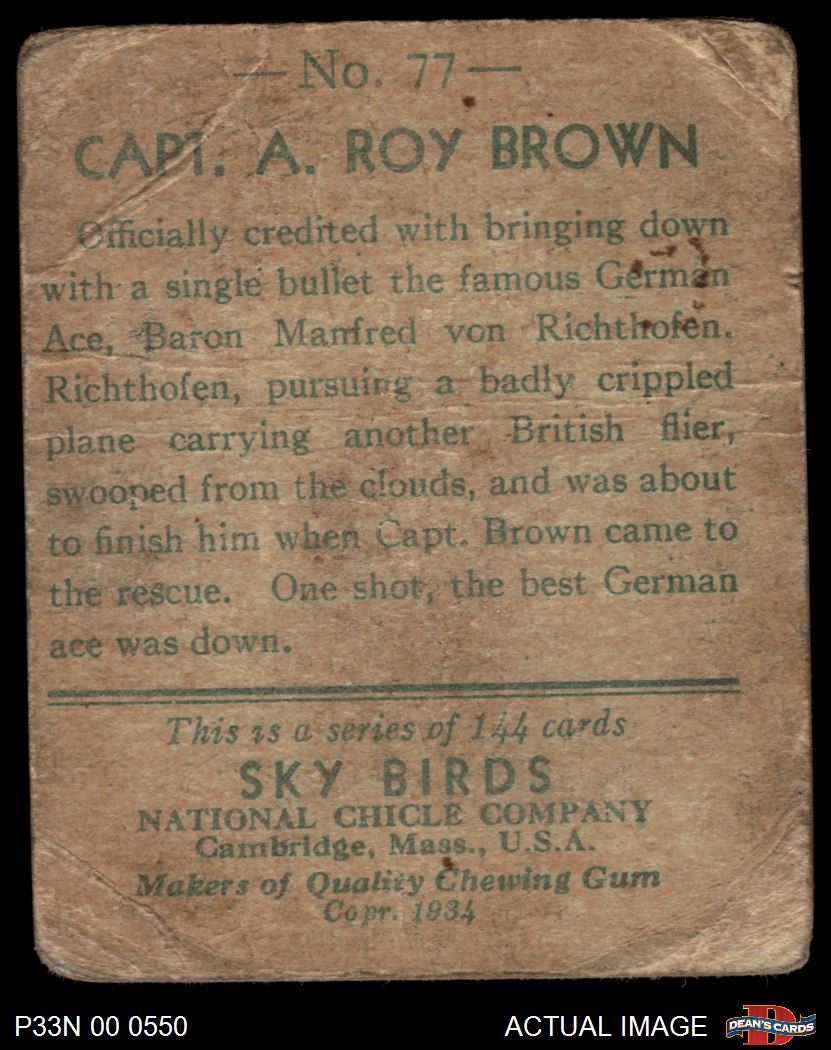 — No. 77 —
CAPT. A. ROY BROWN
Officially credited with bringing down
with a single bullet the famous German
Ace, Baron Manfred von Richthofen.
Richthofen, pursuing a badly crippled
plane carrying another British flier,
swooped from the clouds, and was about
to finish him when Capt. Brown came to
the rescue. One shot, the best German
ace was down.
This is a series of 144 cards
SKY BIRDS
NATIONAL CHICLE COMPANY
Cambridge, Mass., U.S.A.
Makers of Quality Chewing Gum
Copr. 1934
P33N 00 0550
ACTUAL IMAGE
D
DEAN'S CARDS